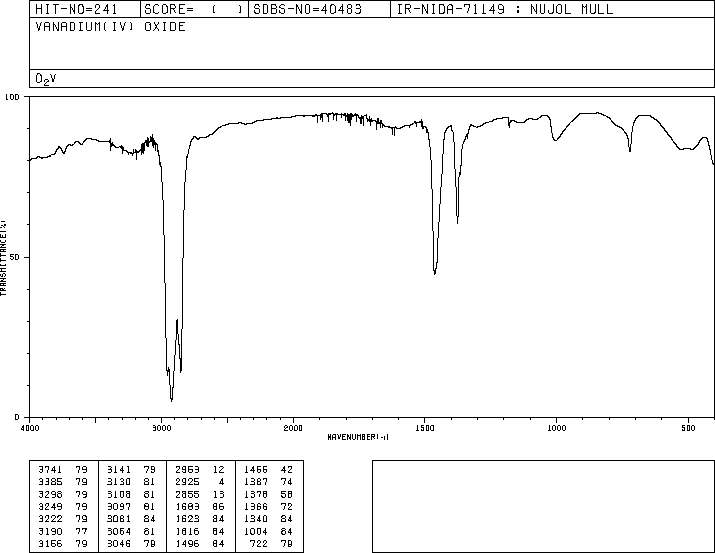 HIT-NO=241 SCORE= ( ) SDBS-NO=40483 IR-NIDA-71149 : NUJOL MULL
VANADIUM(IV) OXIDE
O2V
100
50
0
TRANSMITTANCE(%)
4000 3000 2000 1500 1000 500
WAVENUMBER(-1)
3741 79 3141 79 2953 12 1466 42
3385 79 3130 81 2925 4 1387 74
3298 79 3108 81 2855 13 1378 58
3249 79 3097 81 1689 86 1366 72
3222 79 3081 84 1623 84 1340 84
3190 77 3064 81 1616 84 1004 84
3156 79 3046 79 1496 84 722 79